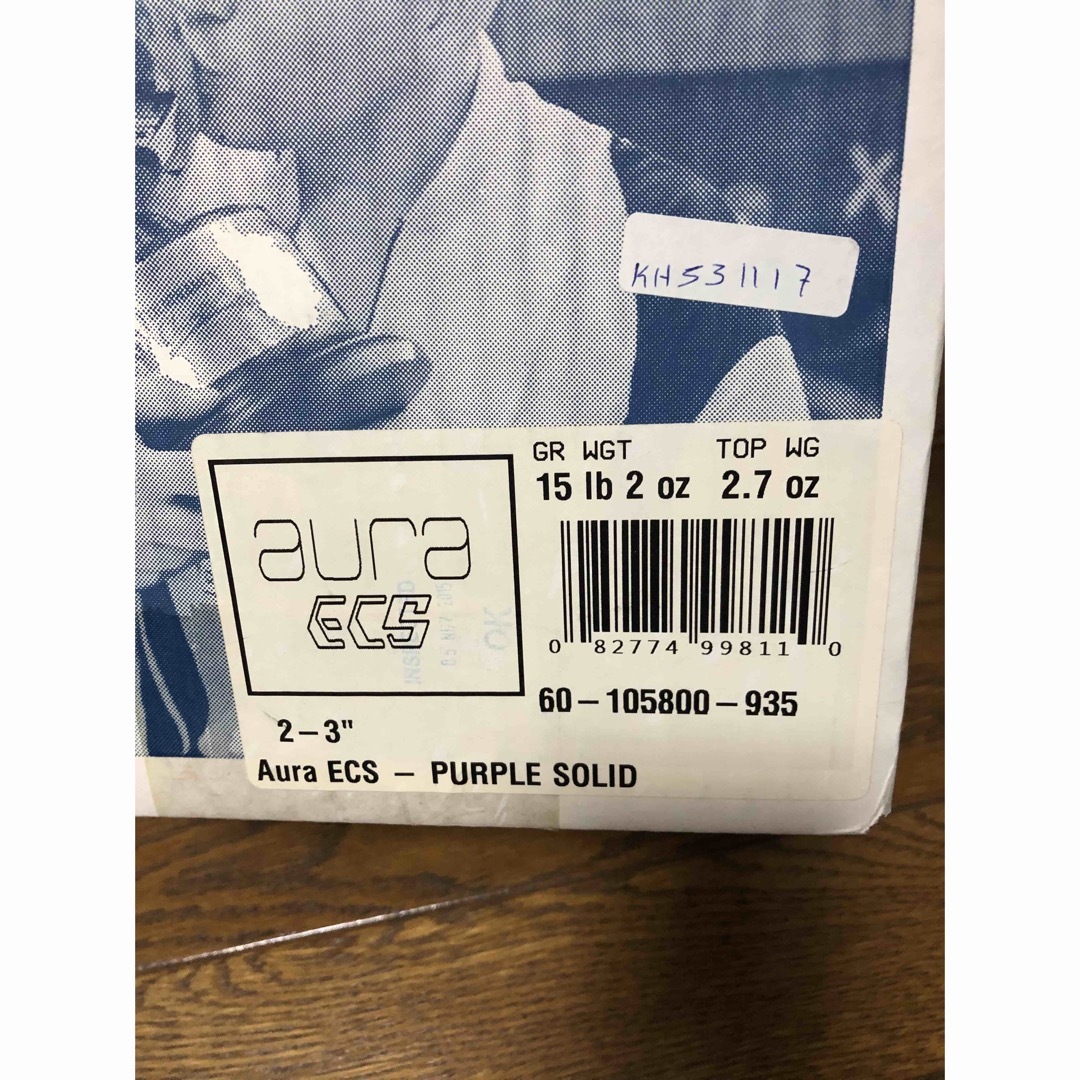 X
KH531117
GR WGT TOP WG
15 lb 2 oz 2.7 oz
aura
ECS
OK
0 82774 99811 0
60-105800-935
2-3"
Aura ECS - PURPLE SOLID